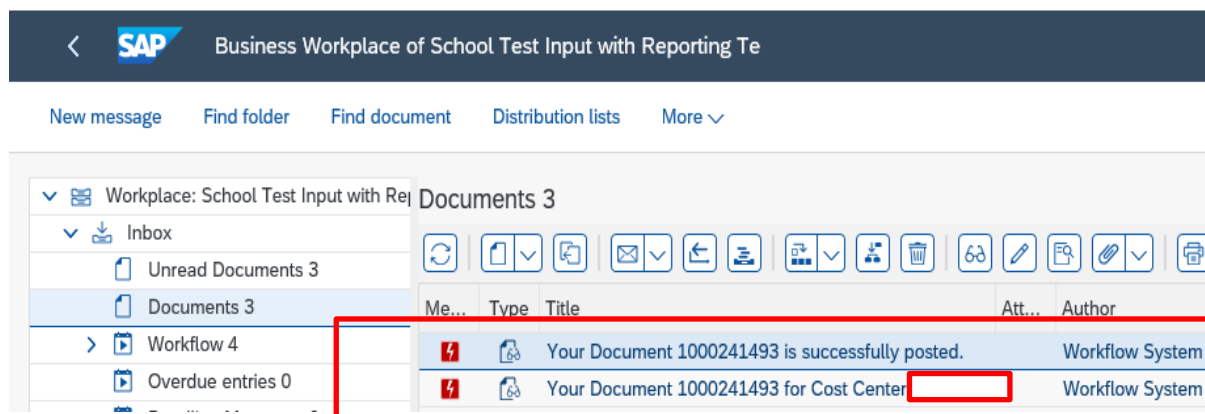 SAP Business Workplace of School Test Input with Reporting Te
New message Find folder Find document Distribution lists More
Workplace: School Test Input with Re
Inbox
Unread Documents 3
Documents 3
Workflow 4
Overdue entries 0
Documents 3
Me... Type Title Att... Author
Your Document 1000241493 is successfully posted. Workflow System
Your Document 1000241493 for Cost Center Workflow System